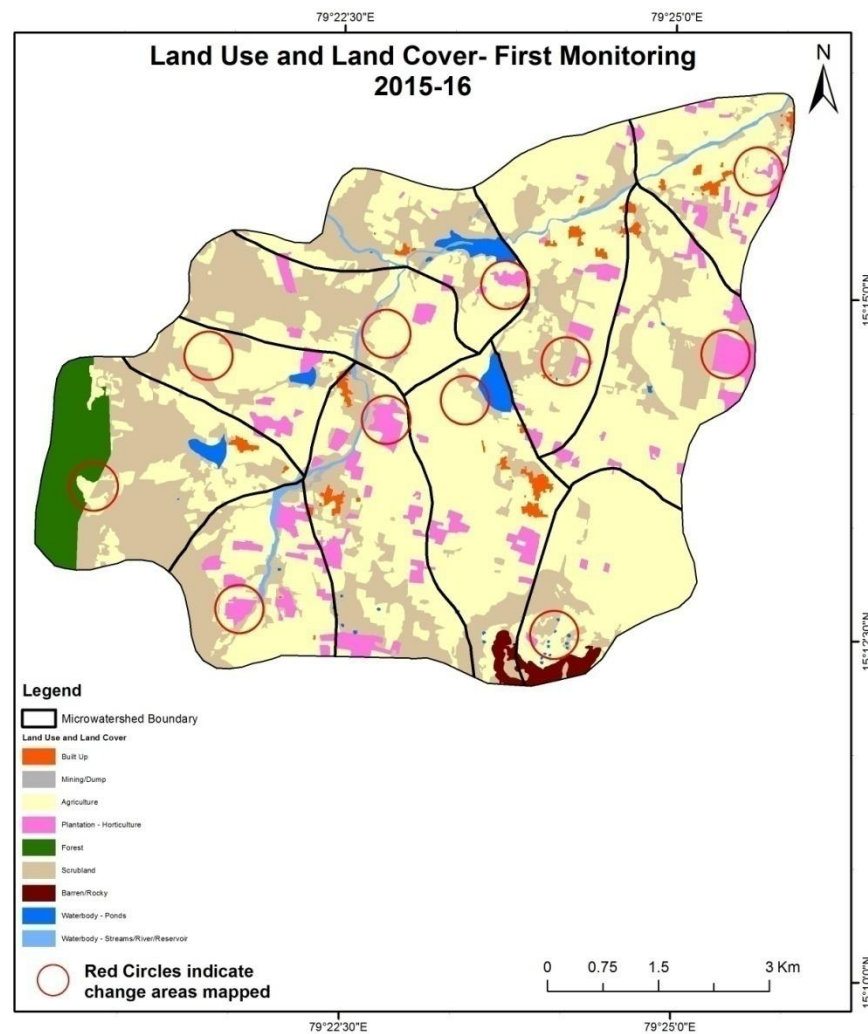 79°22'30"E
79°25'0"E
Land Use and Land Cover- First Monitoring
2015-16
N
15°15'0"N
15°12'30"N
Legend
Microwatershed Boundary
Land Use and Land Cover
Built Up
Mining/Dump
Agriculture
Plantation - Horticulture
Forest
Scrubland
Barren/Rocky
Waterbody - Ponds
Waterbody - Streams/River/Reservoir
Red Circles indicate
change areas mapped
0 0.75 1.5 3 Km
15°10'0"N
79°22'30"E
79°25'0"E